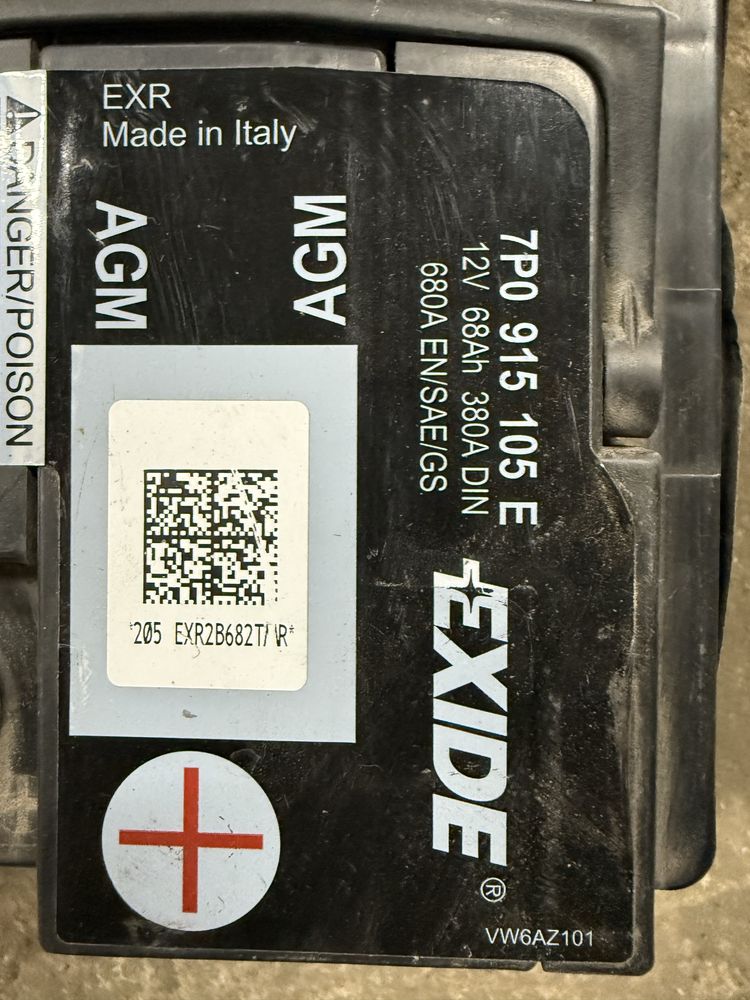 EXR
Made in Italy
AGM
AGM
7P0 915 105 E
12V 68Ah 380A DIN
680A EN/SAE/GS
DANGER/POISON
*205
EXIDE®
VW6AZ101